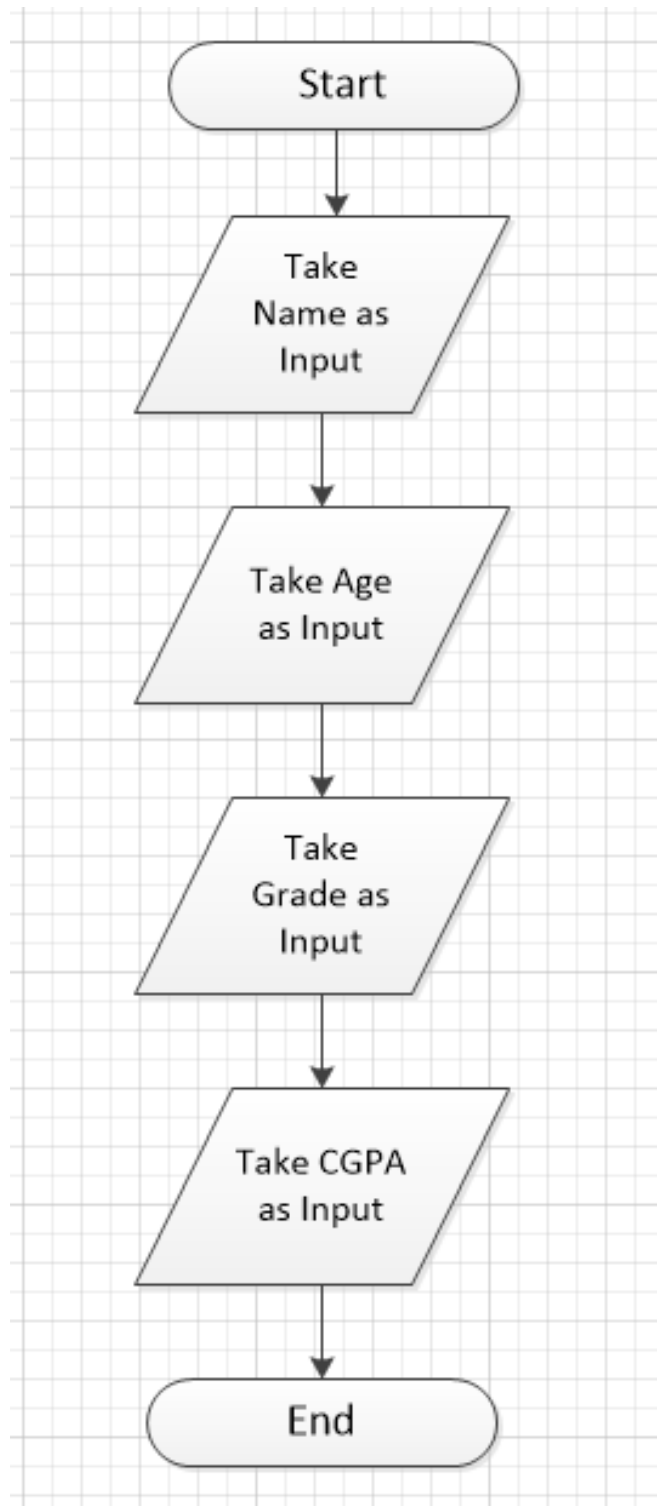 Start
Take
Name as
Input
Take Age
as Input
Take
Grade as
Input
Take CGPA
as Input
End